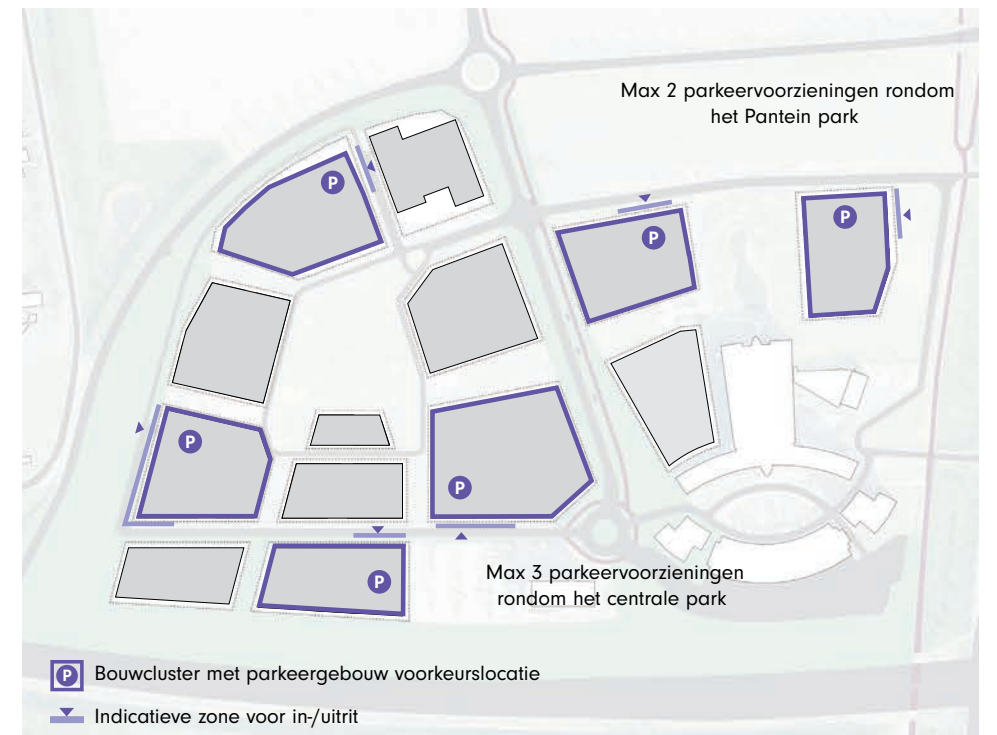 Max 2 parkeervoorzieningen rondom
het Pantein park
P
P
P
P
P
P
Max 3 parkeervoorzieningen
rondom het centrale park
P Bouwcluster met parkeergebouw voorkeurslocatie
Indicatieve zone voor in-/uitrit